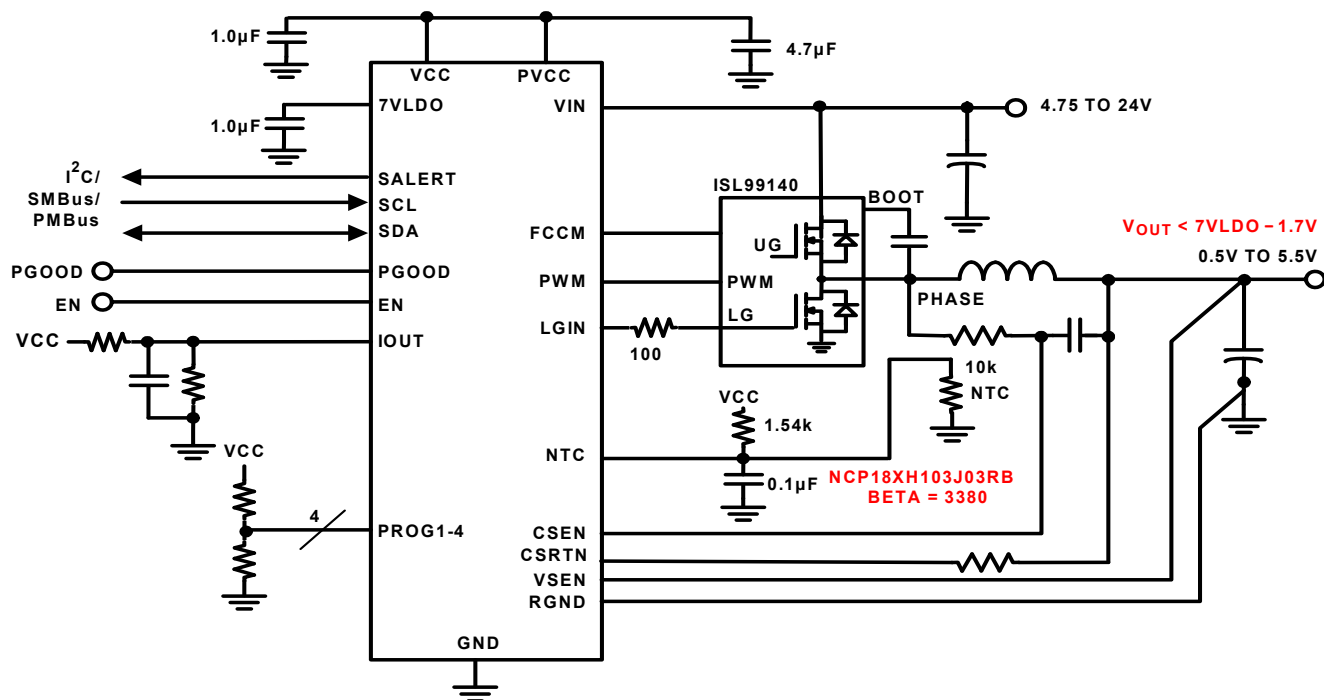 1.0µF
4.7µF
VCC
PVCC
7VLDO
VIN
4.75 TO 24V
1.0µF
I²C/
SMBus/
PMBus
SALERT
SCL
SDA
ISL99140
BOOT
FCCM
UG
VOUT < 7VLDO – 1.7V
0.5V TO 5.5V
PGOOD
PGOOD
PWM
PWM
PHASE
EN
EN
LGIN
LG
VCC
IOUT
100
10k
NTC
VCC
1.54k
VCC
NTC
0.1µF
NCP18XH103J03RB
BETA = 3380
4
PROG1-4
CSEN
CSRTN
VSEN
RGND
GND